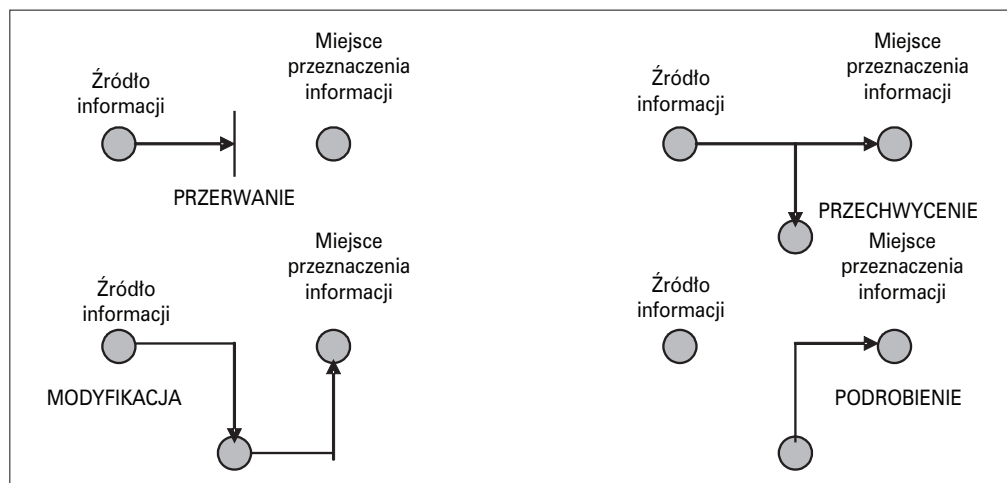 Źródło
informacji
Miejsce
przeznaczenia
informacji
PRZERWANIE
Źródło
informacji
Miejsce
przeznaczenia
informacji
PRZECHWYCENIE
Źródło
informacji
Miejsce
przeznaczenia
informacji
MODYFIKACJA
Źródło
informacji
Miejsce
przeznaczenia
informacji
PODROBIENIE